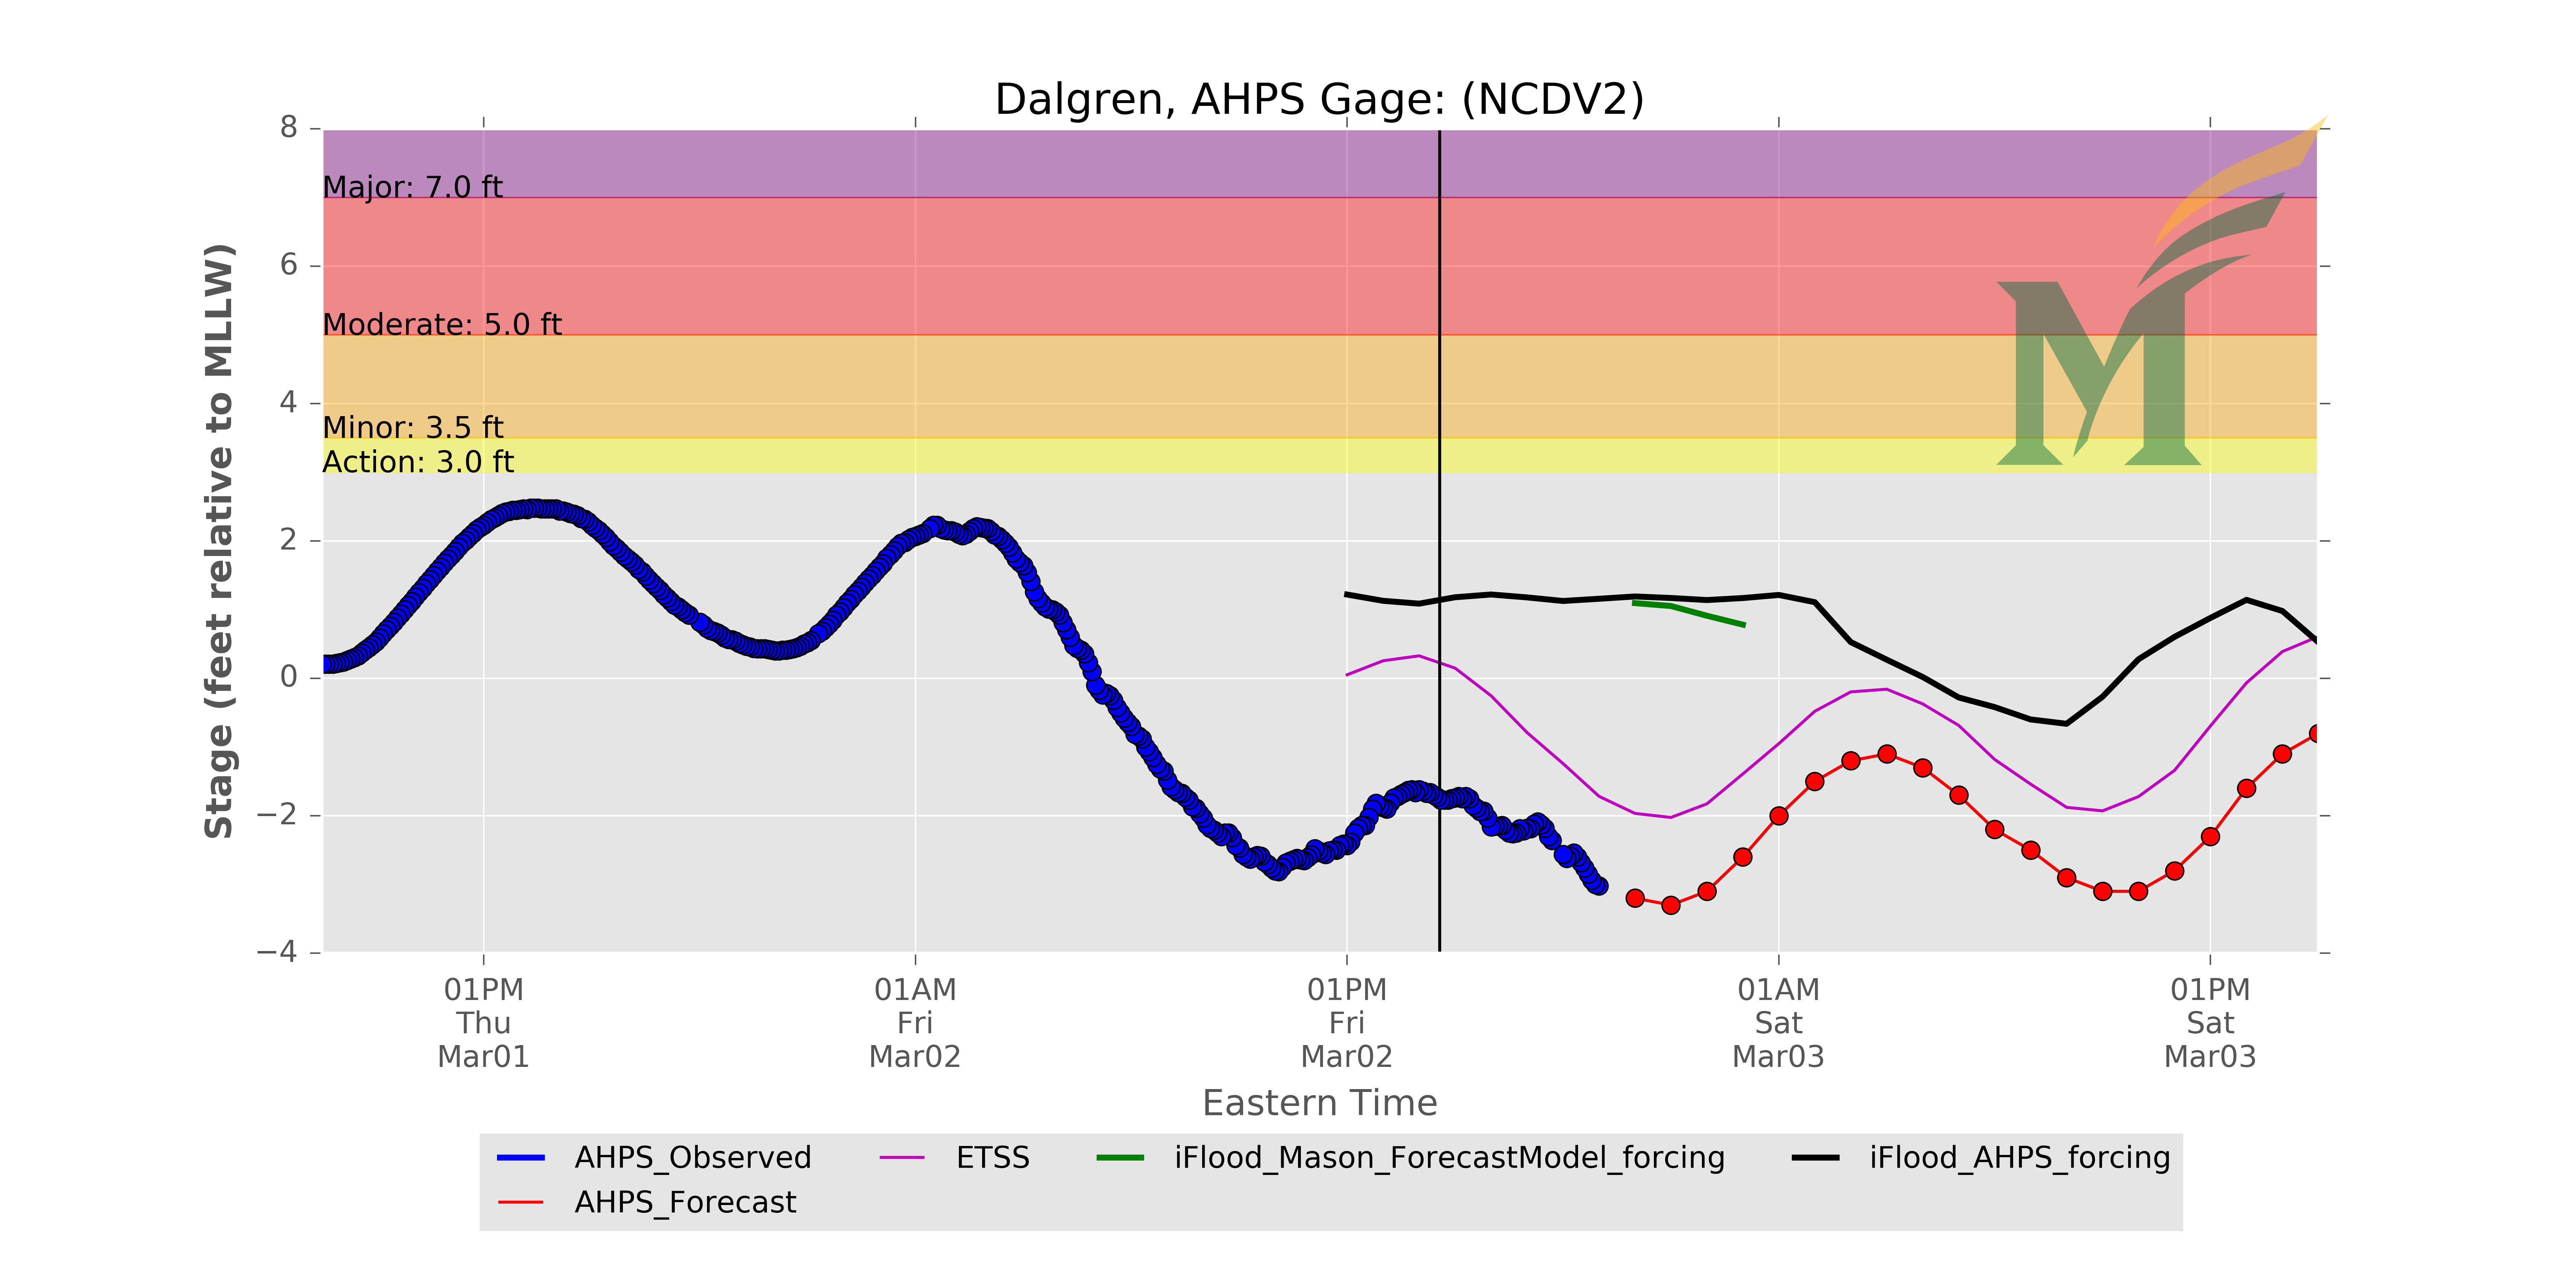 Dalgren, AHPS Gage: (NCDV2)
8
6
4
2
0
−2
−4
Stage (feet relative to MLLW)
Major: 7.0 ft
Moderate: 5.0 ft
Minor: 3.5 ft
Action: 3.0 ft
01PM
Thu
Mar01
01AM
Fri
Mar02
01PM
Fri
Mar02
01AM
Sat
Mar03
01PM
Sat
Mar03
Eastern Time
AHPS_Observed
AHPS_Forecast
ETSS
iFlood_Mason_ForecastModel_forcing
iFlood_AHPS_forcing
M